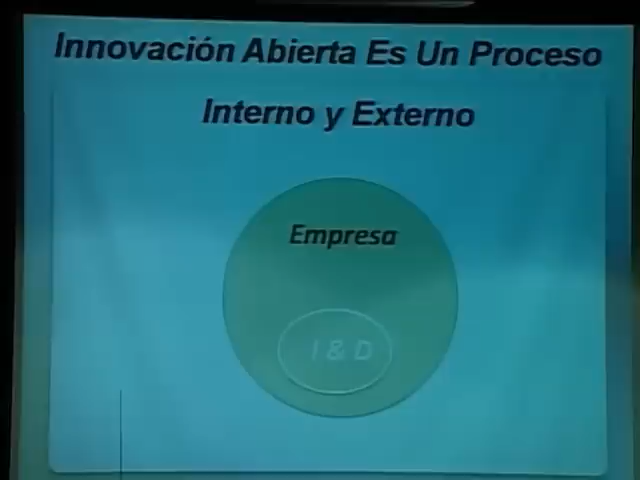 Innovación Abierta Es Un Proceso
Interno y Externo
Empresa
I & D